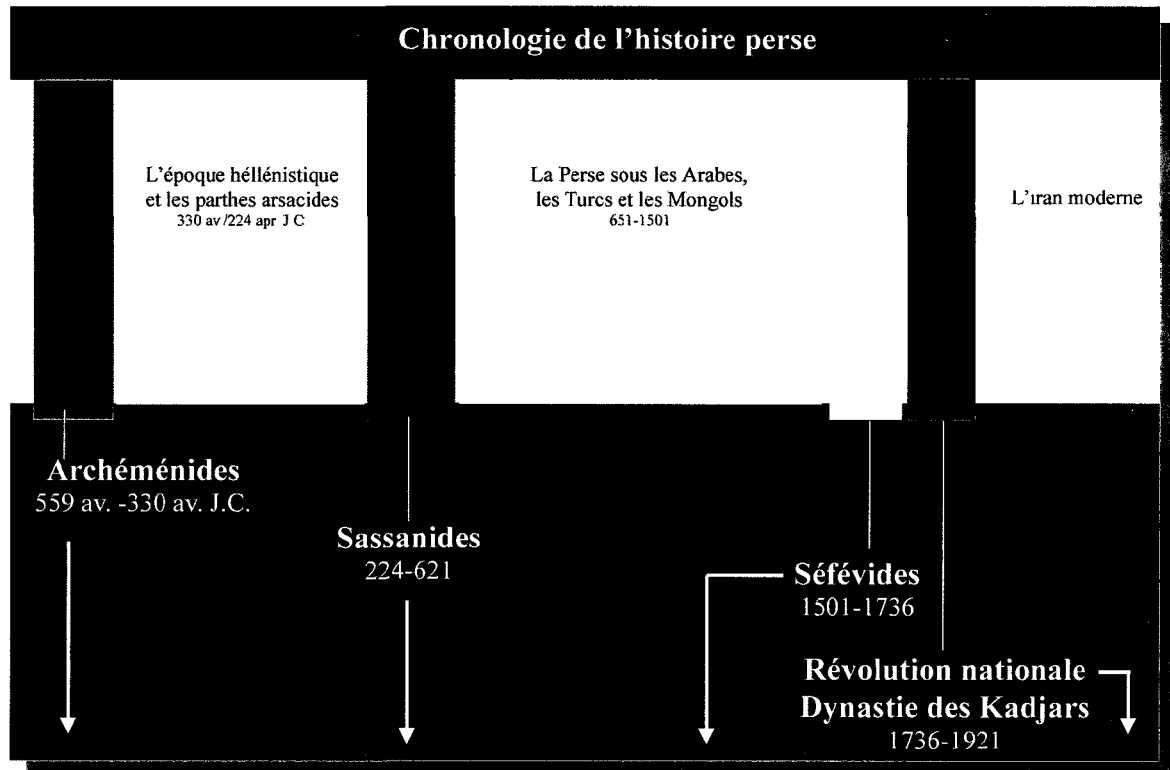 Chronologie de l'histoire perse
L'époque héllénistique
et les parthes arsacides
330 av /224 apr J C
La Perse sous les Arabes,
les Turcs et les Mongols
651-1501
L'ıran moderne
Archéménides
559 av. -330 av. J.C.
Sassanides
224-621
Séfévides
1501-1736
Révolution nationale
Dynastie des Kadjars
1736-1921